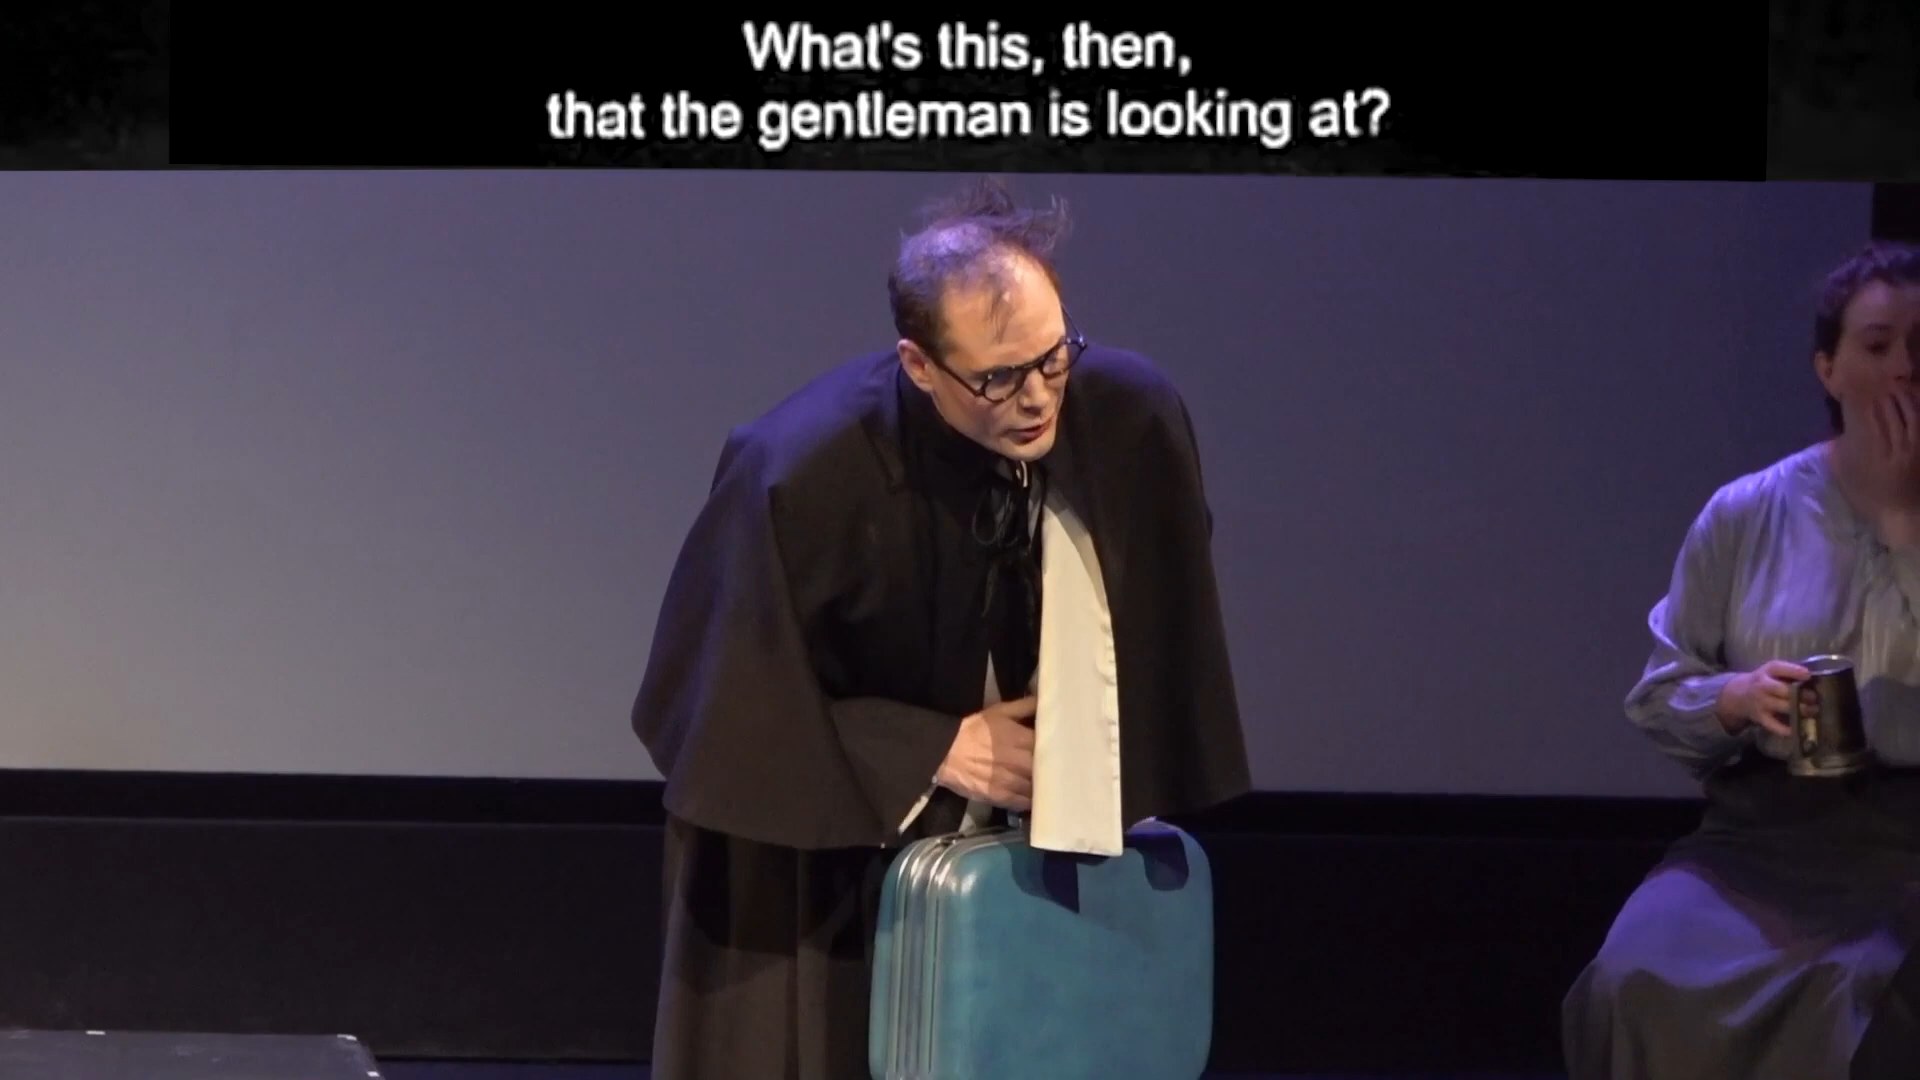 What's this, then,
that the gentleman is looking at?